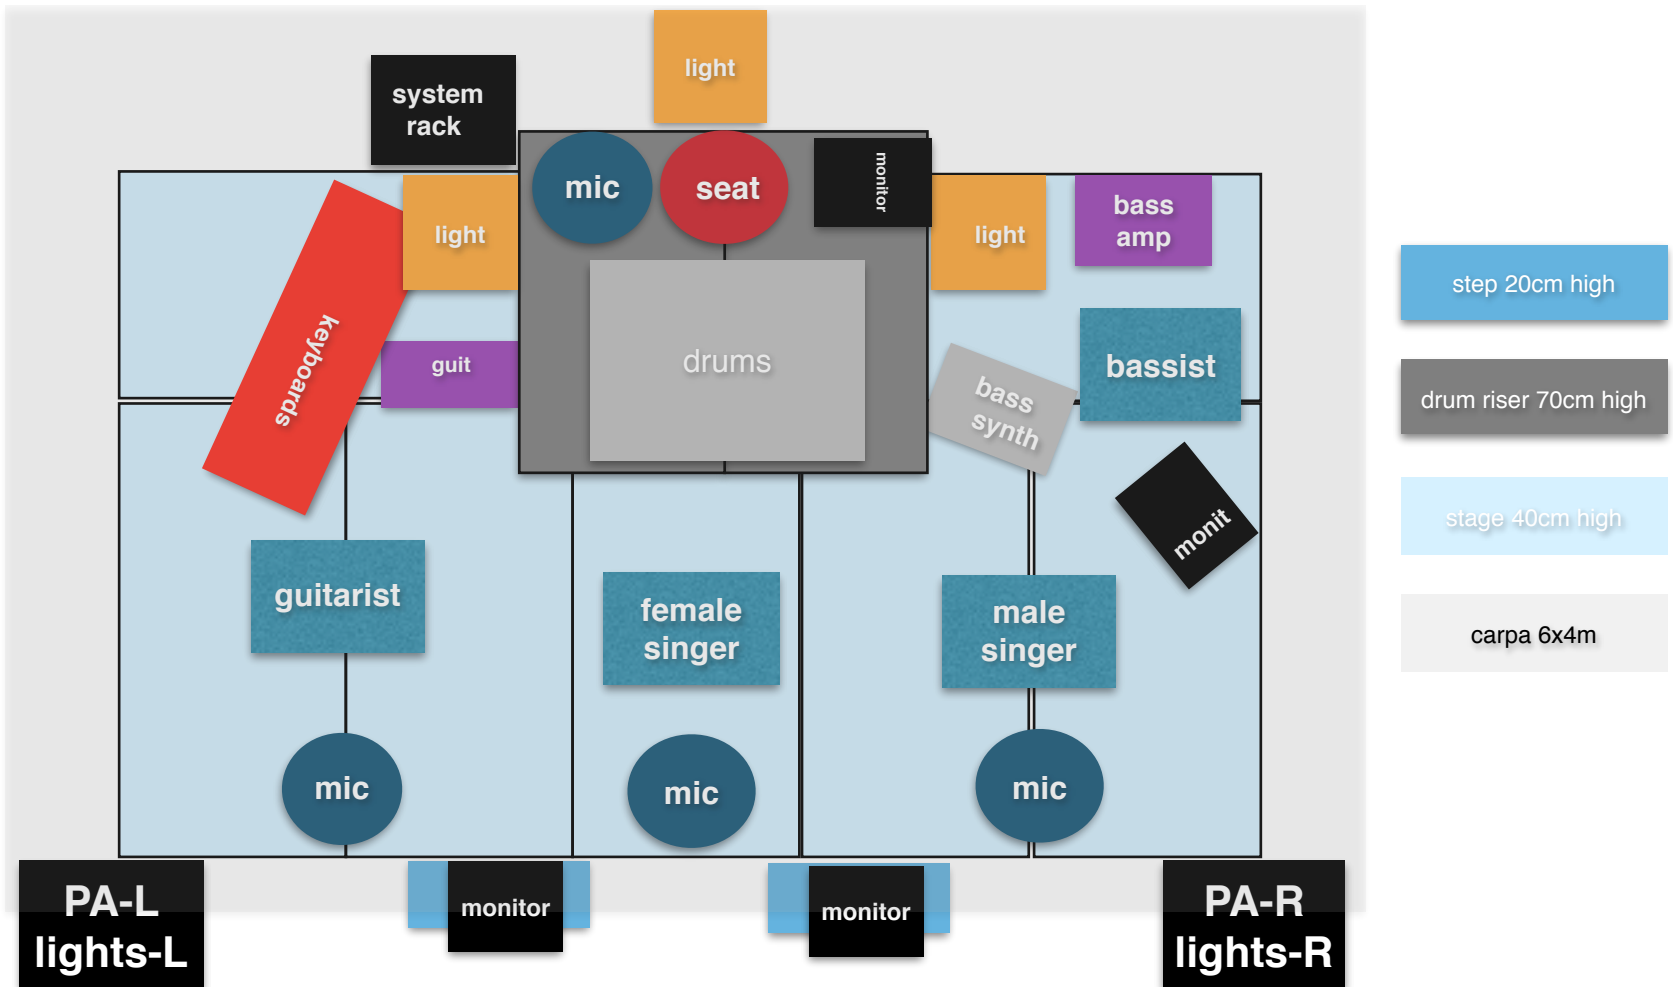 light
system
rack
mic
seat
monitor
light
light
bass
amp
keyboards
guit
drums
bass
synth
bassist
monit
guitarist
female
singer
male
singer
mic
mic
mic
PA-L
lights-L
monitor
monitor
PA-R
lights-R
step 20cm high
drum riser 70cm high
stage 40cm high
carpa 6x4m